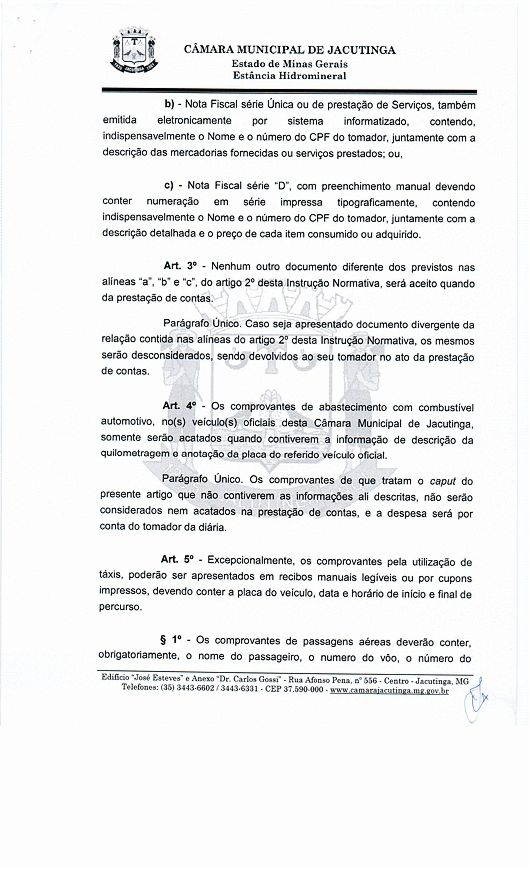 CÂMARA MUNICIPAL DE JACUTINGA
Estado de Minas Gerais
Estância Hidromineral
b) - Nota Fiscal série Única ou de prestação de Serviços, também
emitida eletronicamente por sistema informatizado, contendo,
indispensavelmente o Nome e o número do CPF do tomador, juntamente com a
descrição das mercadorias fornecidas ou serviços prestados; ou,
c) - Nota Fiscal série “D”, com preenchimento manual devendo
conter numeração em série impressa tipograficamente, contendo
indispensavelmente o Nome e o número do CPF do tomador, juntamente com a
descrição detalhada e o preço de cada item consumido ou adquirido.
Art. 3º - Nenhum outro documento diferente dos previstos nas
alíneas “a”, “b” e “c”, do artigo 2º desta Instrução Normativa, será aceito quando
da prestação de contas.
Parágrafo Único. Caso seja apresentado documento divergente da
relação contida nas alíneas do artigo 2º desta Instrução Normativa, os mesmos
serão desconsiderados, sendo devolvidos ao seu tomador no ato da prestação
de contas.
Art. 4º - Os comprovantes de abastecimento com combustível
automotivo, no(s) veículo(s) oficiais desta Câmara Municipal de Jacutinga,
somente serão acatados quando contiverem a informação de descrição da
quilometragem e anotação da placa do referido veículo oficial.
Parágrafo Único. Os comprovantes de que tratam o caput do
presente artigo que não contiverem as informações ali descritas, não serão
considerados nem acatados na prestação de contas, e a despesa será por
conta do tomador da diária.
Art. 5º - Excepcionalmente, os comprovantes pela utilização de
táxis, poderão ser apresentados em recibos manuais legíveis ou por cupons
impressos, devendo conter a placa do veículo, data e horário de início e final de
percurso.
§ 1º - Os comprovantes de passagens aéreas deverão conter,
obrigatoriamente, o nome do passageiro, o numero do vôo, o número do
Edifício “José Esteves” e Anexo “Dr. Carlos Gossi” - Rua Afonso Pena, nº 556 - Centro - Jacutinga, MG
Telefones: (35) 3443-6602 / 3443-6331 - CEP 37.590-000 - www.camarajacutinga.mg.gov.br